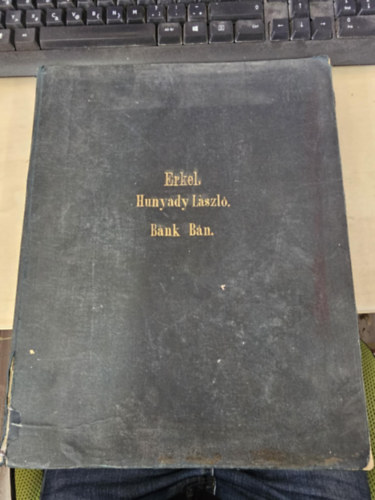 Erkel.
Hunyady László.
Bánk Bán.